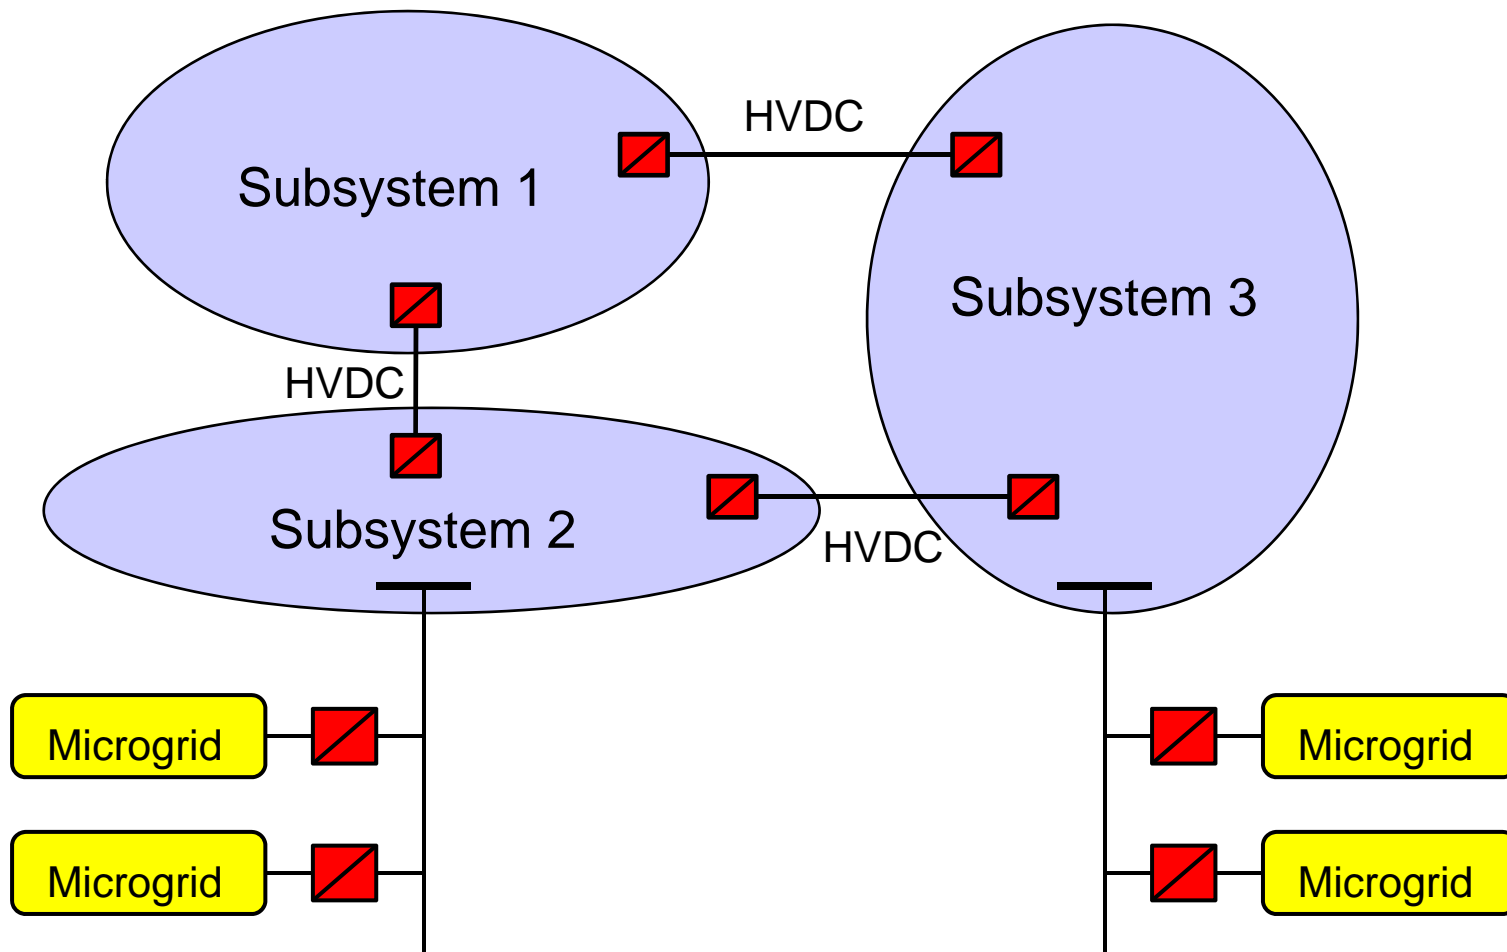 HVDC
Subsystem 1
Subsystem 3
HVDC
Subsystem 2
HVDC
Microgrid
Microgrid
Microgrid
Microgrid